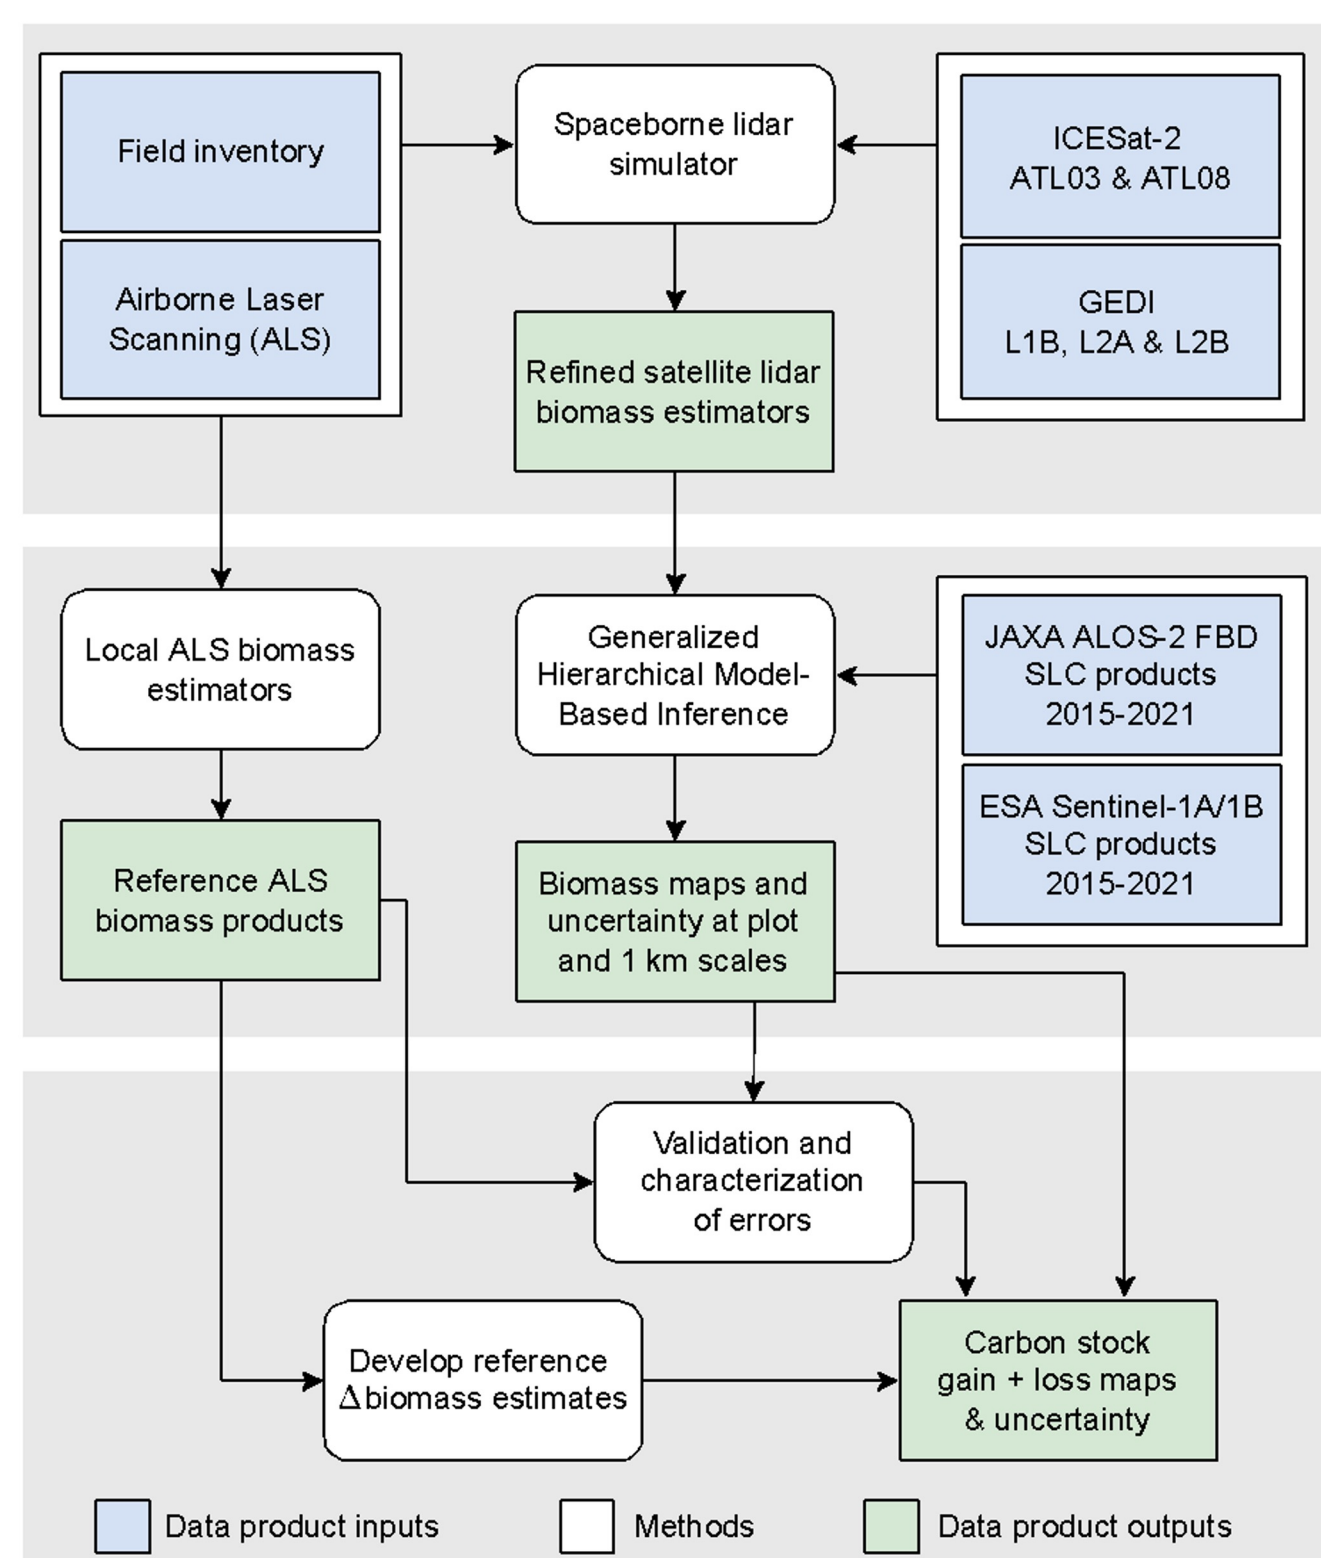 Field inventory
Airborne Laser
Scanning (ALS)
Spaceborne lidar
simulator
ICESat-2
ATL03 & ATL08
GEDI
L1B, L2A & L2B
Refined satellite lidar
biomass estimators
Local ALS biomass
estimators
Generalized
Hierarchical Model-
Based Inference
JAXA ALOS-2 FBD
SLC products
2015-2021
ESA Sentinel-1A/1B
SLC products
2015-2021
Reference ALS
biomass products
Biomass maps and
uncertainty at plot
and 1 km scales
Validation and
characterization
of errors
Develop reference
Δbiomass estimates
Carbon stock
gain + loss maps
& uncertainty
Data product inputs
Methods
Data product outputs